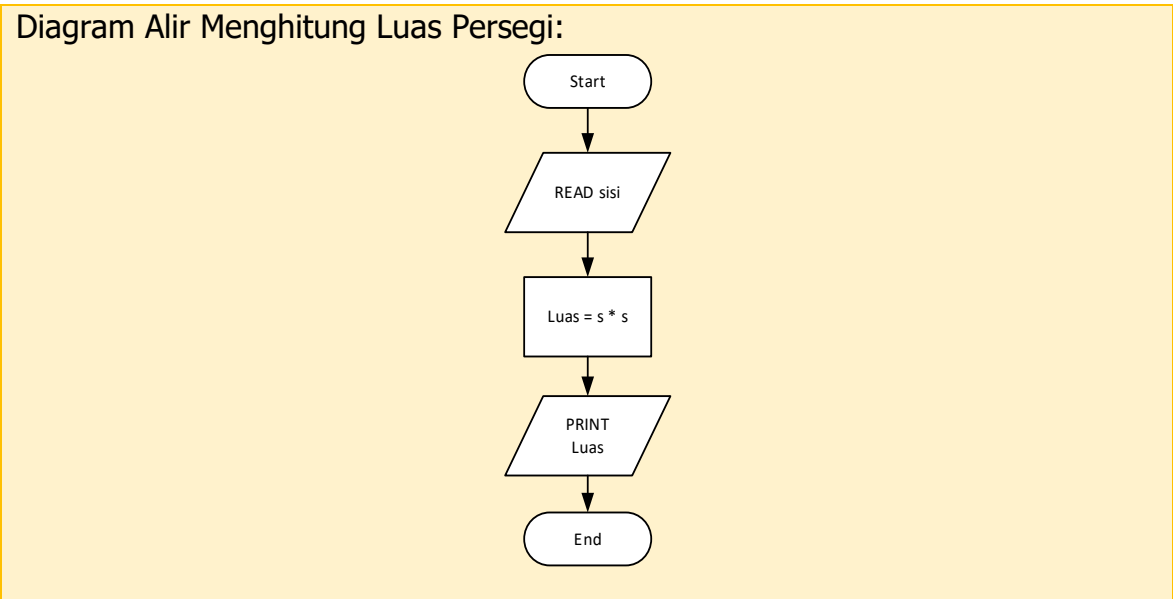 Diagram Alir Menghitung Luas Persegi:
Start
READ sisi
Luas = s * s
PRINT
Luas
End